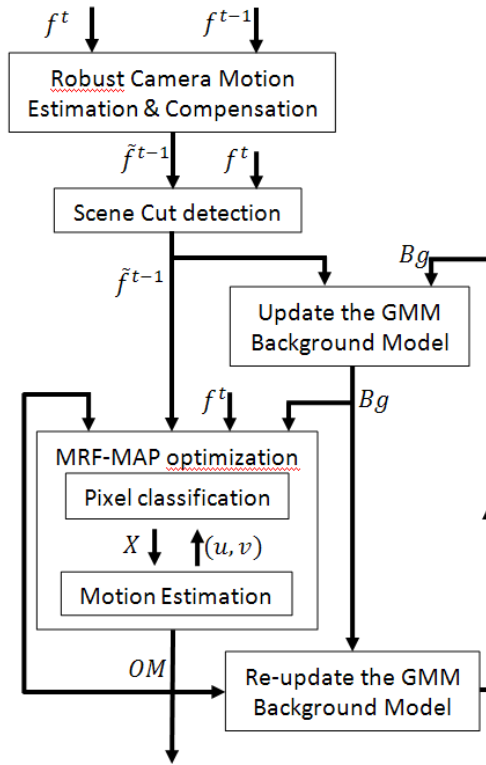 f^t f^{t−1}
Robust Camera Motion
Estimation & Compensation
f̃^{t−1} f^t
Scene Cut detection
f̃^{t−1} Bg
Update the GMM
Background Model
f^t Bg
MRF-MAP optimization
Pixel classification
X (u, v)
Motion Estimation
OM
Re-update the GMM
Background Model